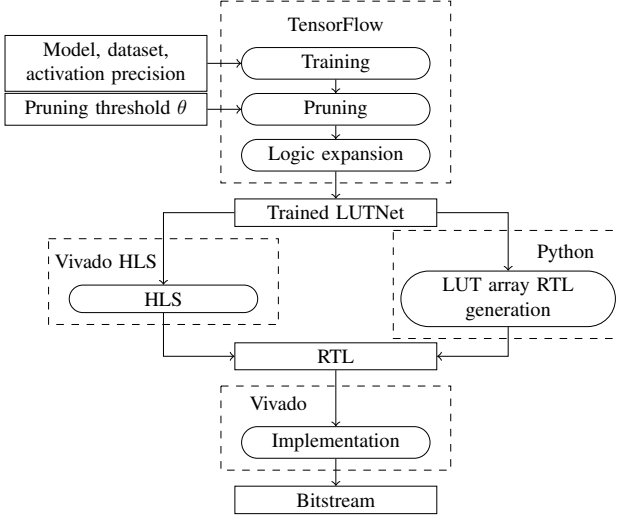 TensorFlow
Model, dataset,
activation precision
Training
Pruning threshold θ
Pruning
Logic expansion
Trained LUTNet
Vivado HLS
HLS
Python
LUT array RTL
generation
RTL
Vivado
Implementation
Bitstream